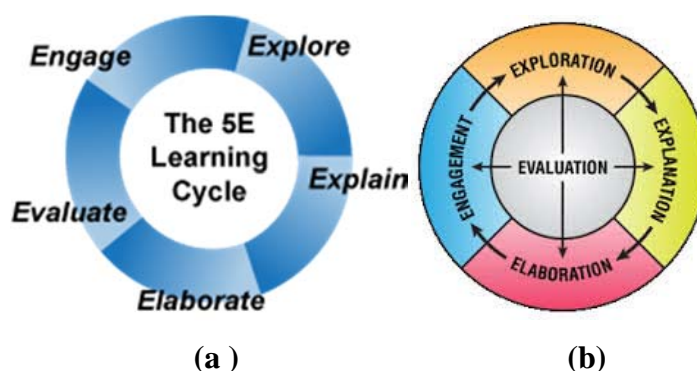 Engage
Explore
The 5E
Learning
Cycle
Explain
Evaluate
Elaborate
EXPLORATION
ENGAGEMENT
EVALUATION
EXPLANATION
ELABORATION
(a )
(b)